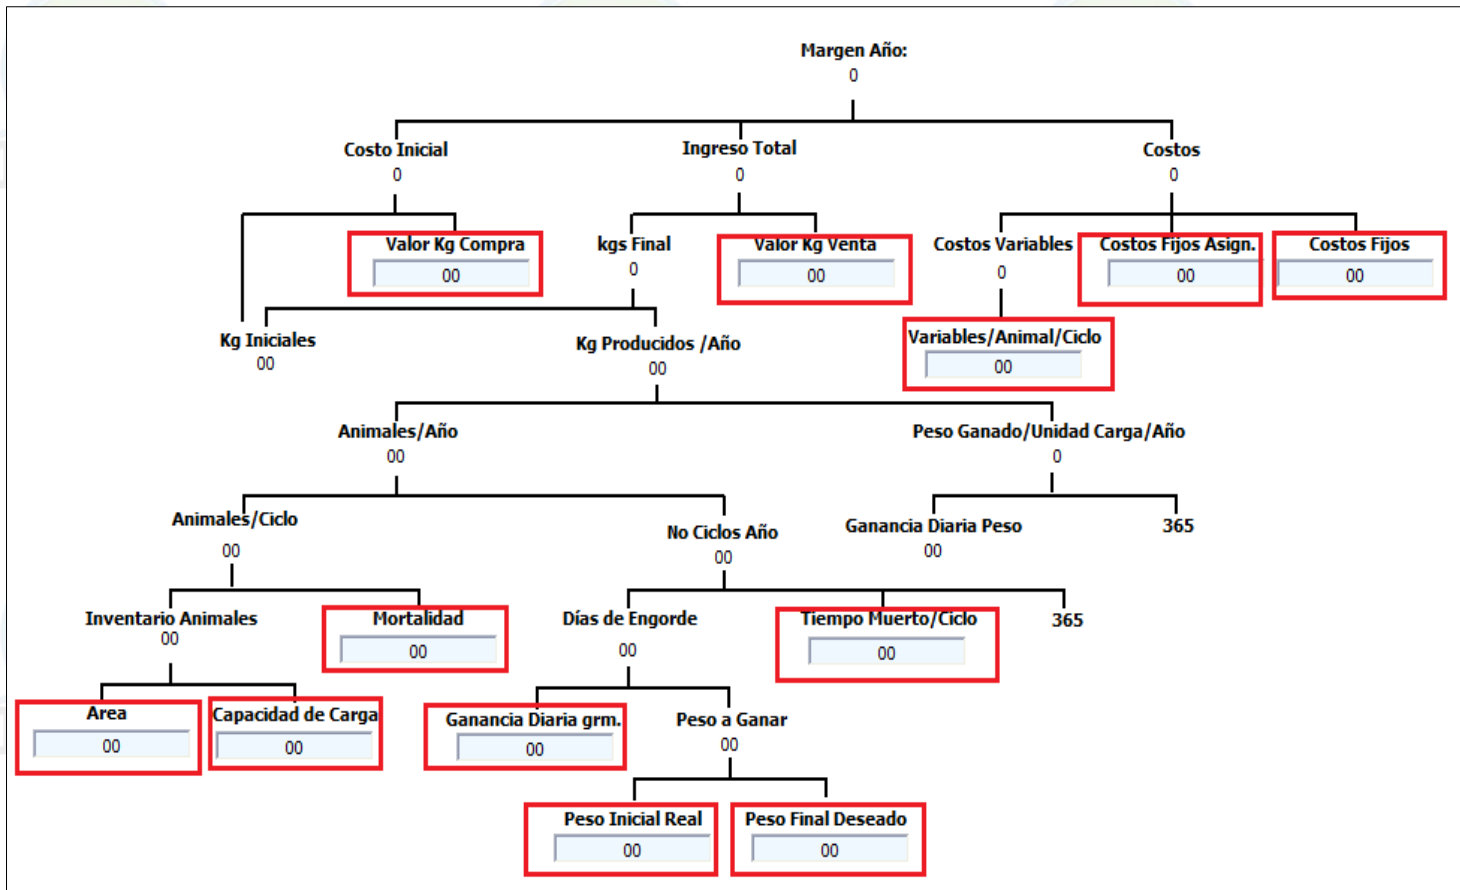 Margen Año:
0
Costo Inicial
0
Ingreso Total
0
Costos
0
Valor Kg Compra
00
kgs Final
0
Valor Kg Venta
00
Costos Variables
0
Costos Fijos Asign.
00
Costos Fijos
00
Kg Iniciales
00
Kg Producidos /Año
00
Variables/Animal/Ciclo
00
Animales/Año
00
Peso Ganado/Unidad Carga/Año
0
Animales/Ciclo
00
No Ciclos Año
00
Ganancia Diaria Peso
00
365
Inventario Animales
00
Mortalidad
00
Días de Engorde
00
Tiempo Muerto/Ciclo
00
365
Area
00
Capacidad de Carga
00
Ganancia Diaria grm.
00
Peso a Ganar
00
Peso Inicial Real
00
Peso Final Deseado
00